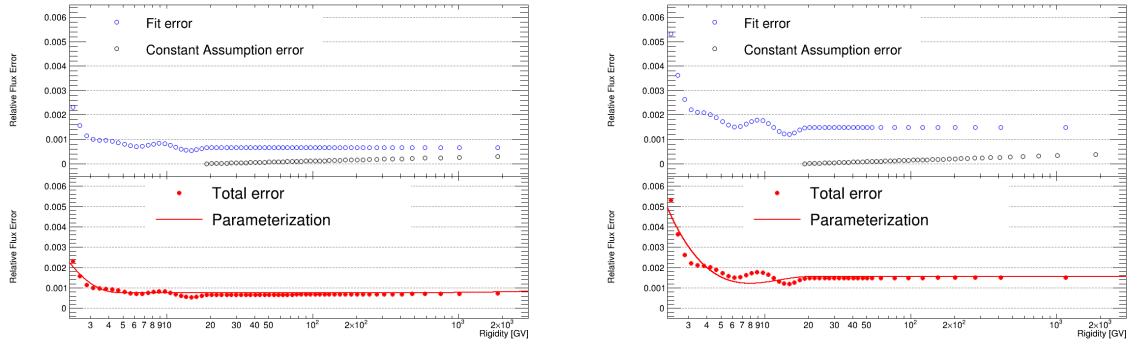 Relative Flux Error
0.006
0.005
0.004
0.003
0.002
0.001
0
Fit error
Constant Assumption error
Relative Flux Error
0.006
0.005
0.004
0.003
0.002
0.001
0
Total error
Parameterization
3 4 5 6 7 8 9 10 20 30 40 50 10² 2×10² 10³ 2×10³
Rigidity [GV]
Relative Flux Error
0.006
0.005
0.004
0.003
0.002
0.001
0
Fit error
Constant Assumption error
Relative Flux Error
0.006
0.005
0.004
0.003
0.002
0.001
0
Total error
Parameterization
3 4 5 6 7 8 910 20 30 40 50 10² 2×10² 10³ 2×10³
Rigidity [GV]